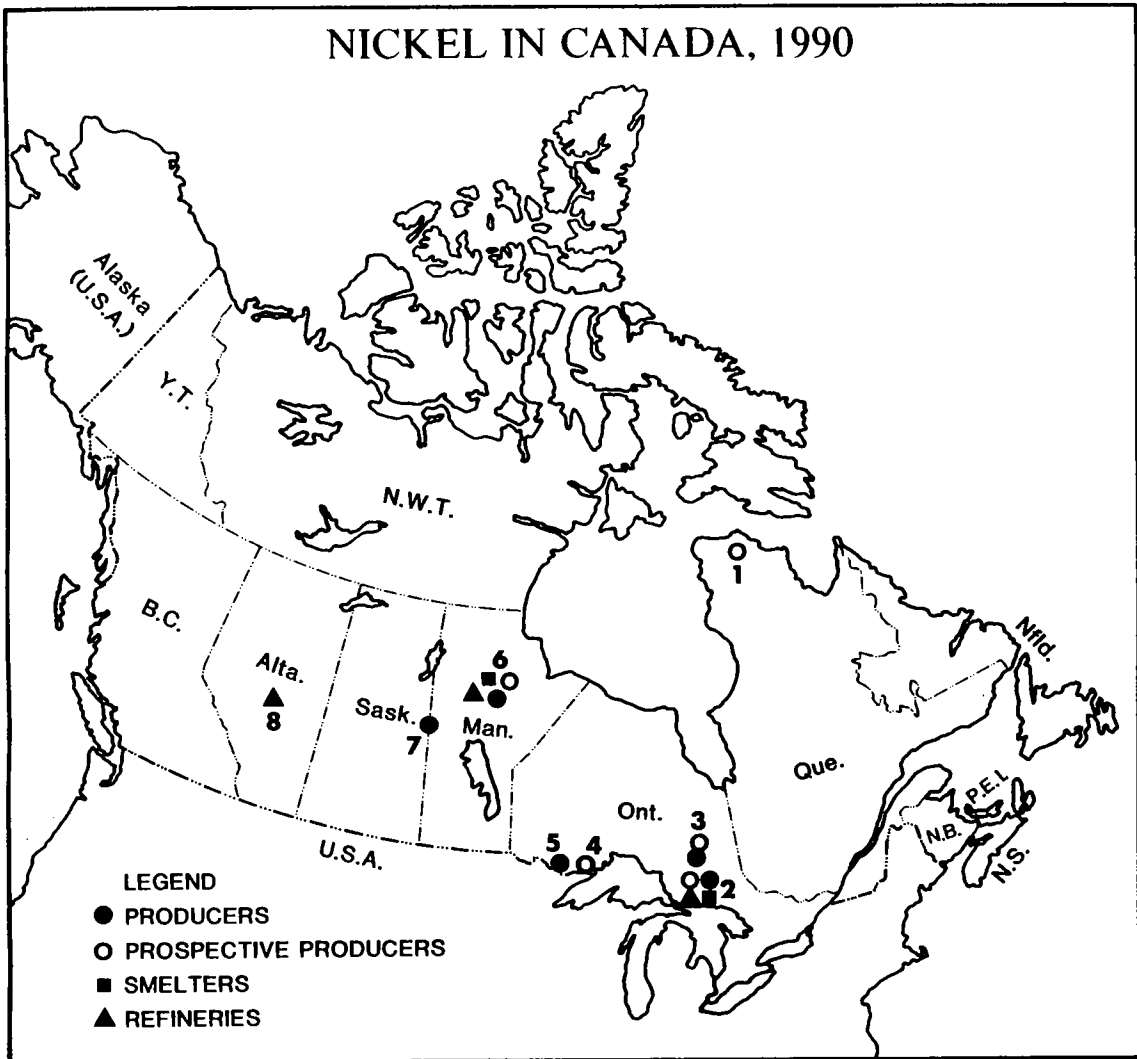 NICKEL IN CANADA, 1990
Alaska
(U.S.A.)
Y.T.
N.W.T.
1
B.C.
Nfld.
Alta.
8
6
Sask.
7
Man.
Que.
P.E.I.
N.B.
N.S.
Ont.
3
5
4
2
U.S.A.
LEGEND
PRODUCERS
PROSPECTIVE PRODUCERS
SMELTERS
REFINERIES